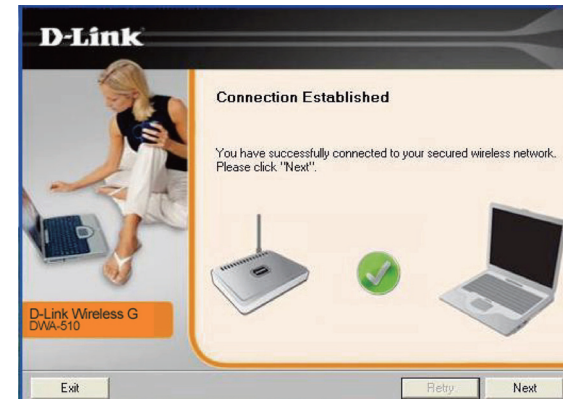 D-Link
Connection Established
You have successfully connected to your secured wireless network.
Please click "Next".
D-Link Wireless G
DWA-510
Exit
Retry
Next